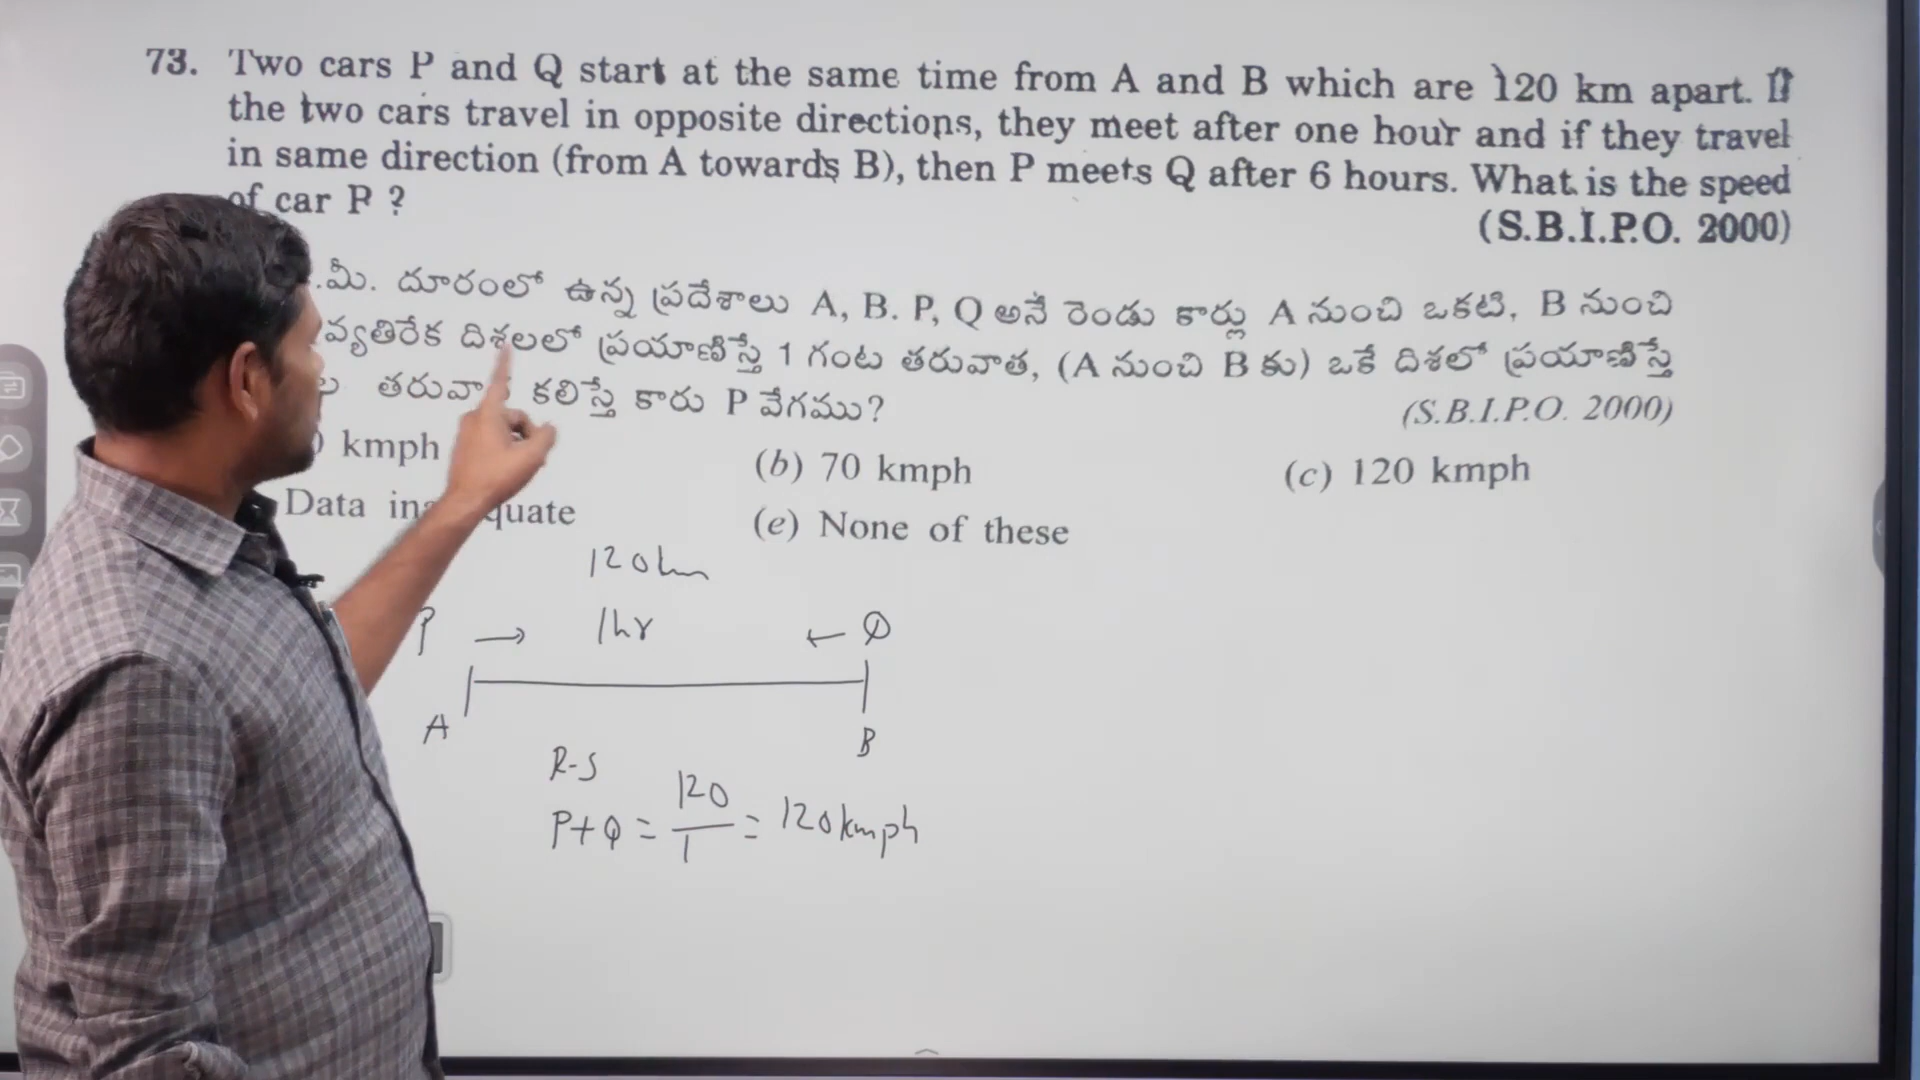 73. Two cars P and Q start at the same time from A and B which are 120 km apart. If
the two cars travel in opposite directions, they meet after one hour and if they travel
in same direction (from A towards B), then P meets Q after 6 hours. What is the speed
of car P ?
(S.B.I.P.O. 2000)
.మీ. దూరంలో ఉన్న ప్రదేశాలు A, B. P, Q అనే రెండు కార్లు A నుంచి ఒకటి, B నుంచి
వ్యతిరేక దిశలలో ప్రయాణిస్తే 1 గంట తరువాత, (A నుంచి B కు) ఒకే దిశలో ప్రయాణిస్తే
కలిస్తే కారు P వేగము?
(S.B.I.P.O. 2000)
kmph (b) 70 kmph (c) 120 kmph
Data (e) None of these
120km
P → 1hr ← Q
A B
R-S
P+Q = 120/1 = 120kmph